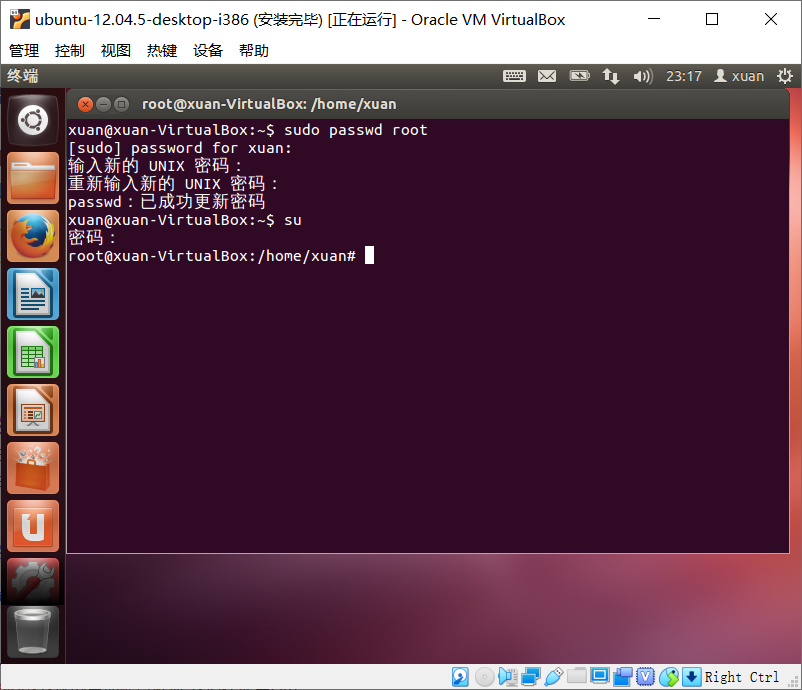 ubuntu-12.04.5-desktop-i386 (安装完毕) [正在运行] - Oracle VM VirtualBox
管理 控制 视图 热键 设备 帮助
终端 23:17 xuan
root@xuan-VirtualBox: /home/xuan
xuan@xuan-VirtualBox:~$ sudo passwd root
[sudo] password for xuan:
输入新的 UNIX 密码：
重新输入新的 UNIX 密码：
passwd：已成功更新密码
xuan@xuan-VirtualBox:~$ su
密码：
root@xuan-VirtualBox:/home/xuan#
Right Ctrl